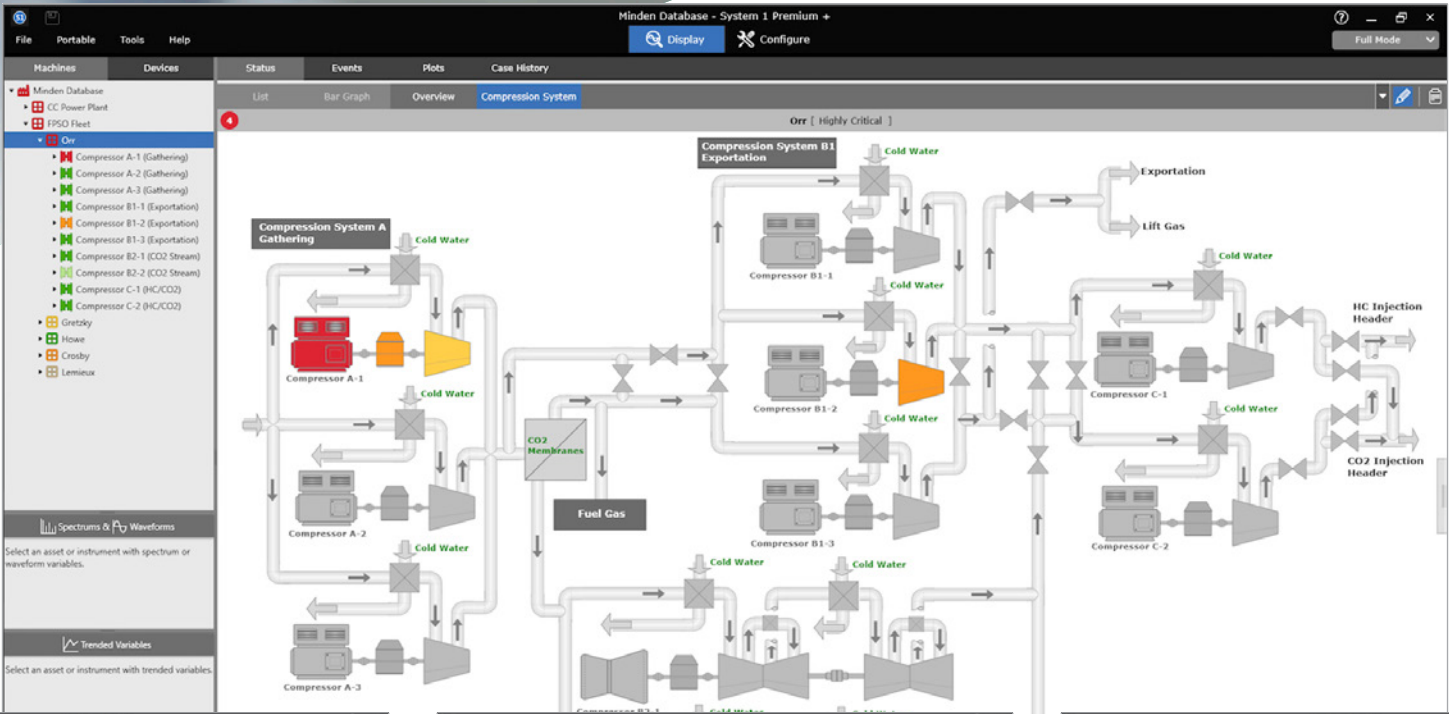 S1
Minden Database - System 1 Premium +
File Portable Tools Help
Display Configure
Full Mode
Machines Devices
Status Events Plots Case History
List Bar Graph Overview Compression System
4 Orr [ Highly Critical ]
Minden Database
CC Power Plant
FPSO Fleet
Orr
Compressor A-1 (Gathering)
Compressor A-2 (Gathering)
Compressor A-3 (Gathering)
Compressor B1-1 (Exportation)
Compressor B1-2 (Exportation)
Compressor B1-3 (Exportation)
Compressor B2-1 (CO2 Stream)
Compressor B2-2 (CO2 Stream)
Compressor C-1 (HC/CO2)
Compressor C-2 (HC/CO2)
Gretzky
Howe
Crosby
Lemieux
Spectrums & Waveforms
Select an asset or instrument with spectrum or
waveform variables.
Trended Variables
Select an asset or instrument with trended variables.
Compression System A
Gathering
Cold Water
Compressor A-1
Cold Water
Compressor A-2
Cold Water
Compressor A-3
CO2
Membranes
Fuel Gas
Compression System B1
Exportation
Cold Water
Compressor B1-1
Cold Water
Compressor B1-2
Cold Water
Compressor B1-3
Cold Water
Cold Water
Compressor B2-1
Cold Water
Cold Water
Exportation
Lift Gas
Cold Water
Compressor C-1
Cold Water
Compressor C-2
HC Injection
Header
CO2 Injection
Header